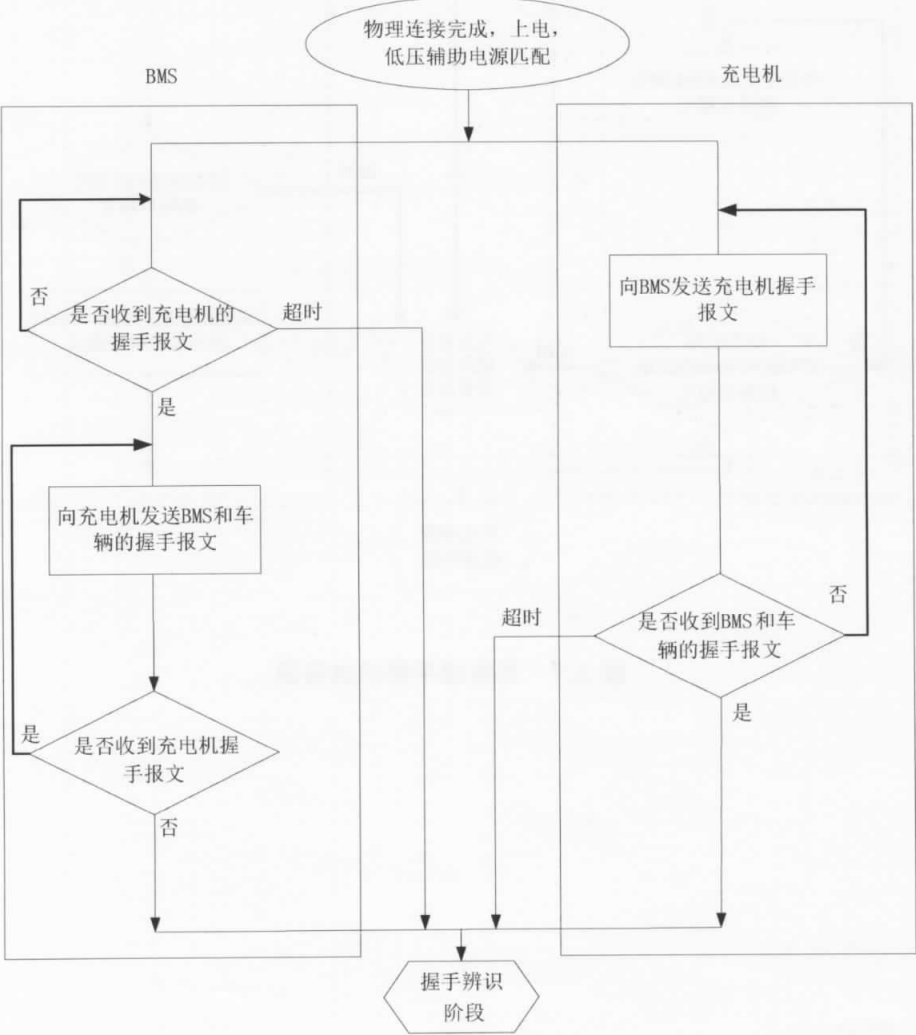 物理连接完成，上电，
低压辅助电源匹配
BMS
充电机
否
是否收到充电机的
握手报文
超时
是
向BMS发送充电机握手
报文
向充电机发送BMS和车
辆的握手报文
超时
是否收到BMS和车
辆的握手报文
否
是
是
是否收到充电机握
手报文
否
握手辨识
阶段